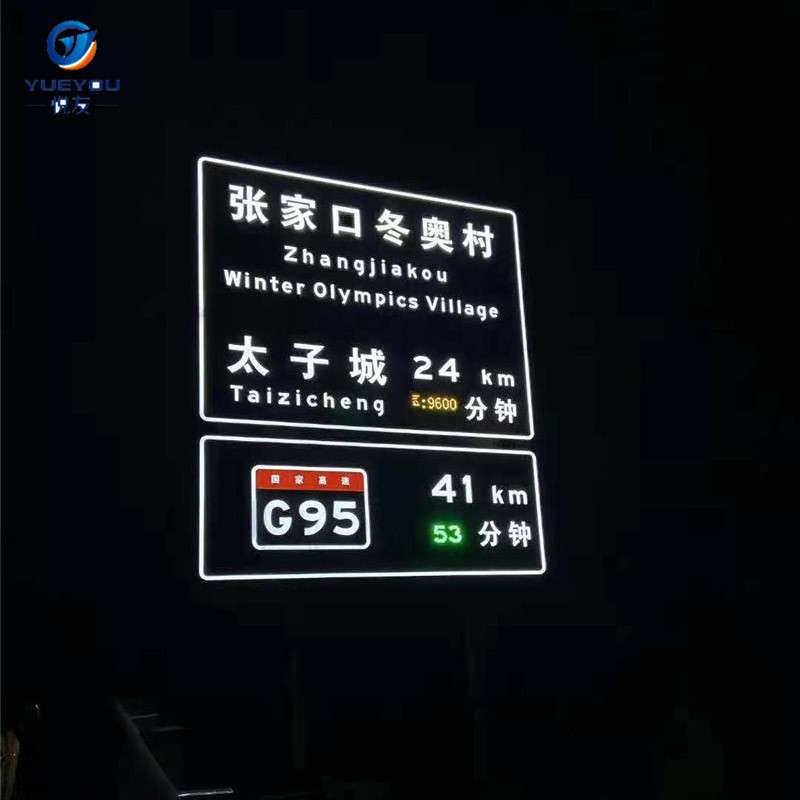 YUEYOU
悦友
张家口冬奥村
Zhangjiakou
Winter Olympics Village
太子城 24 km
Taizicheng :9600 分钟
国家高速
G95
41 km
53 分钟